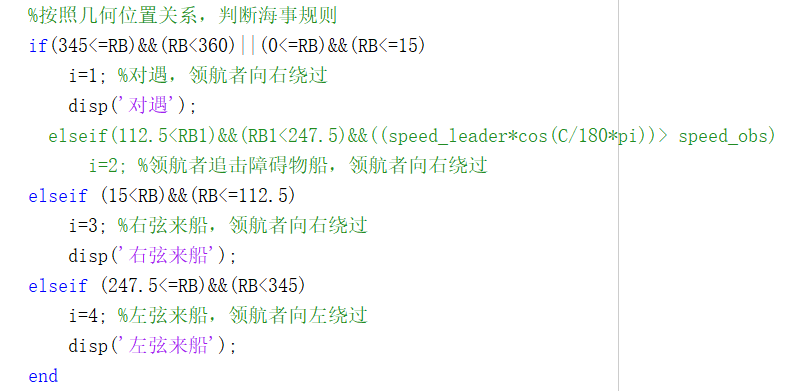 %按照几何位置关系，判断海事规则
if(345<=RB)&&(RB<360)||(0<=RB)&&(RB<=15)
i=1; %对遇，领航者向右绕过
disp('对遇');
elseif(112.5<RB1)&&(RB1<247.5)&&((speed_leader*cos(C/180*pi))> speed_obs)
i=2; %领航者追击障碍物船，领航者向右绕过
elseif (15<RB)&&(RB<=112.5)
i=3; %右弦来船，领航者向右绕过
disp('右弦来船');
elseif (247.5<=RB)&&(RB<345)
i=4; %左弦来船，领航者向左绕过
disp('左弦来船');
end